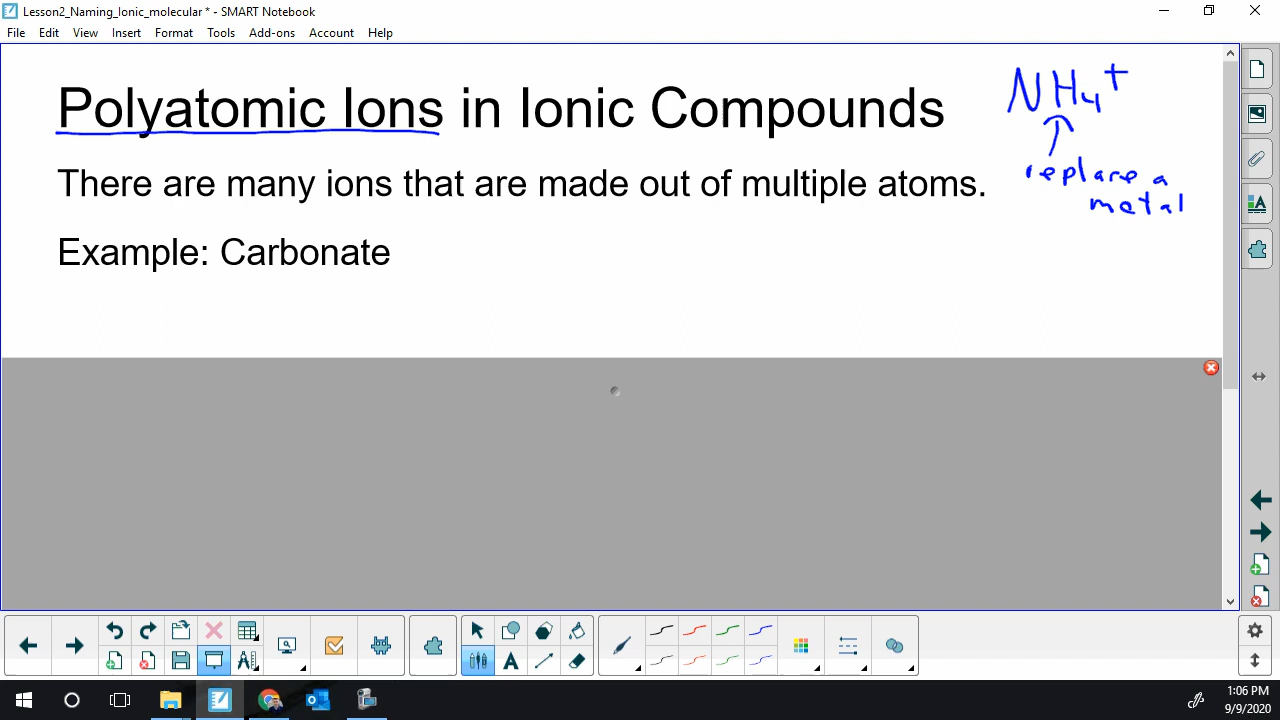 Lesson2_Naming_Ionic_molecular * - SMART Notebook
File Edit View Insert Format Tools Add-ons Account Help
Polyatomic Ions in Ionic Compounds
NH4+
There are many ions that are made out of multiple atoms.
replace a
metal
Example: Carbonate
1:06 PM
9/9/2020